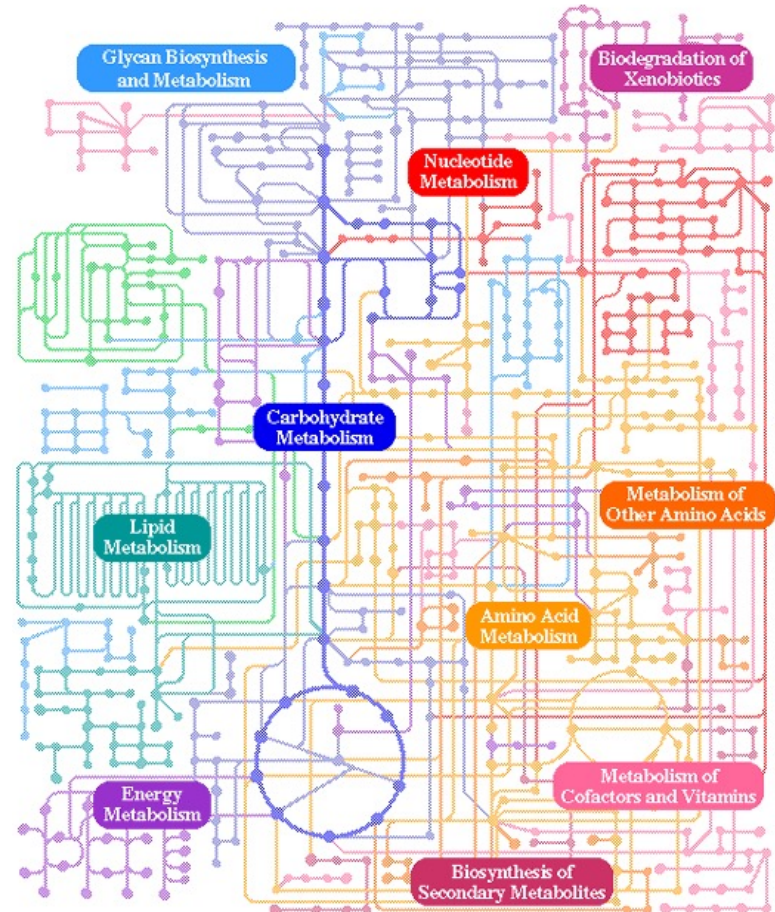 Glycan Biosynthesis
and Metabolism
Biodegradation of
Xenobiotics
Nucleotide
Metabolism
Carbohydrate
Metabolism
Metabolism of
Other Amino Acids
Lipid
Metabolism
Amino Acid
Metabolism
Metabolism of
Cofactors and Vitamins
Energy
Metabolism
Biosynthesis of
Secondary Metabolites